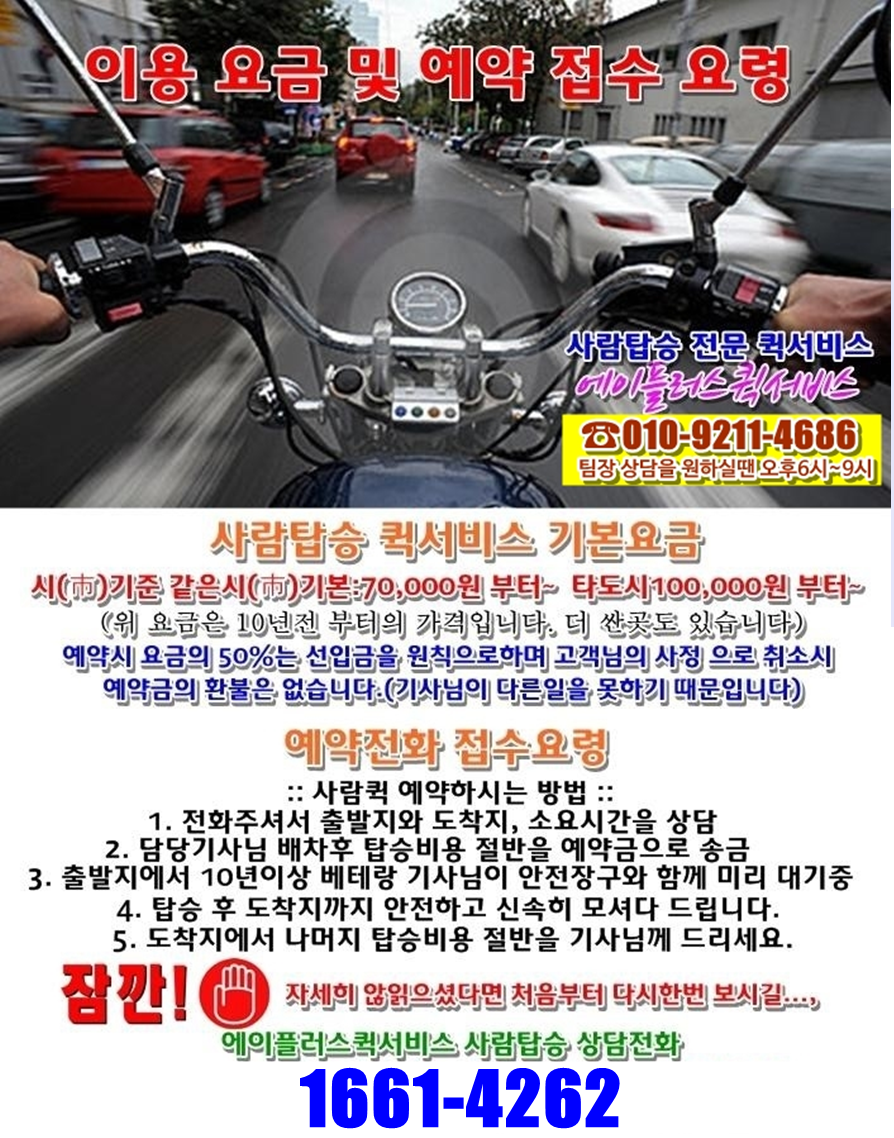 이용 요금 및 예약 접수 요령
사람탑승 전문 퀵서비스
에이플러스퀵서비스
☎010-9211-4686
팀장 상담을 원하실땐 오후6시~9시
사람탑승 퀵서비스 기본요금
시(市)기준 같은시(市)기본:70,000원 부터~ 타도시100,000원 부터~
(위 요금은 10년전 부터의 가격입니다. 더 싼곳도 있습니다)
예약시 요금의 50%는 선입금을 원칙으로하며 고객님의 사정 으로 취소시
예약금의 환불은 없습니다.(기사님이 다른일을 못하기 때문입니다)
예약전화 접수요령
:: 사람퀵 예약하시는 방법 ::
1. 전화주셔서 출발지와 도착지, 소요시간을 상담
2. 담당기사님 배차후 탑승비용 절반을 예약금으로 송금
3. 출발지에서 10년이상 베테랑 기사님이 안전장구와 함께 미리 대기중
4. 탑승 후 도착지까지 안전하고 신속히 모셔다 드립니다.
5. 도착지에서 나머지 탑승비용 절반을 기사님께 드리세요.
잠깐! 자세히 않읽으셨다면 처음부터 다시한번 보시길...,
에이플러스퀵서비스 사람탑승 상담전화
1661-4262